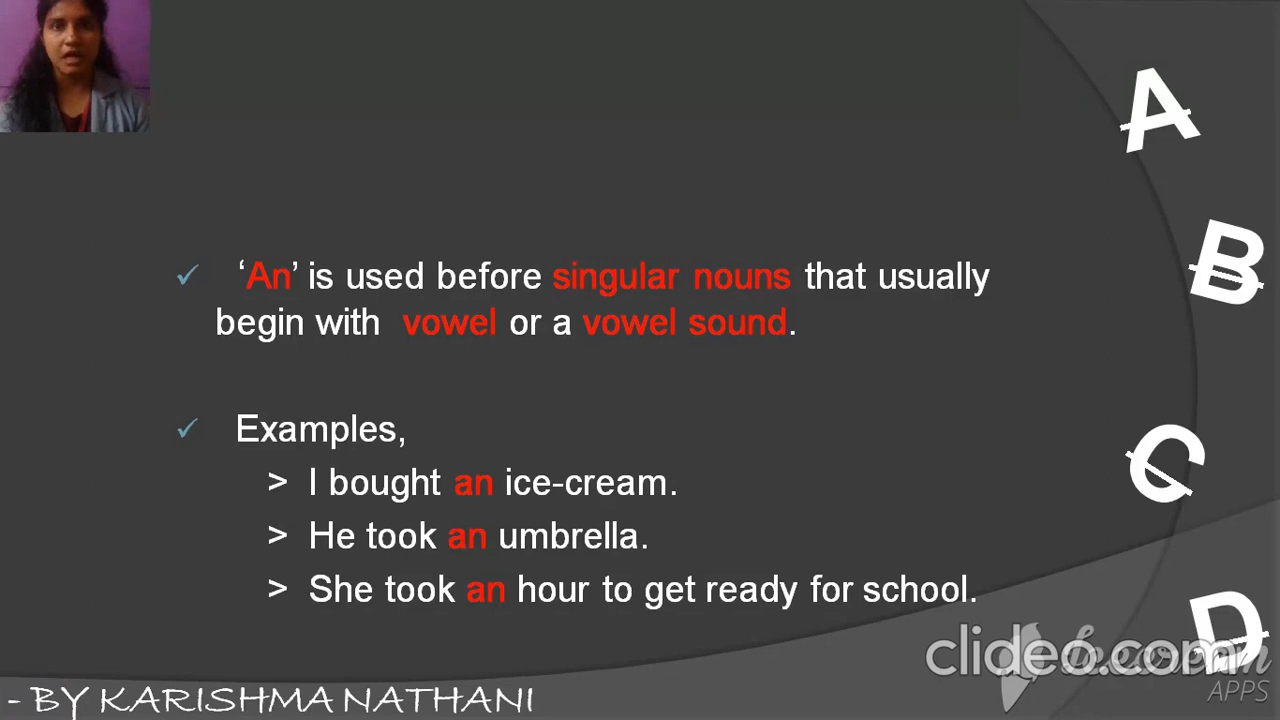 A
B
‘An’ is used before singular nouns that usually
begin with vowel or a vowel sound.
Examples,
C
> I bought an ice-cream.
> He took an umbrella.
> She took an hour to get ready for school.
D
clideo.com
APPS
- BY KARISHMA NATHANI